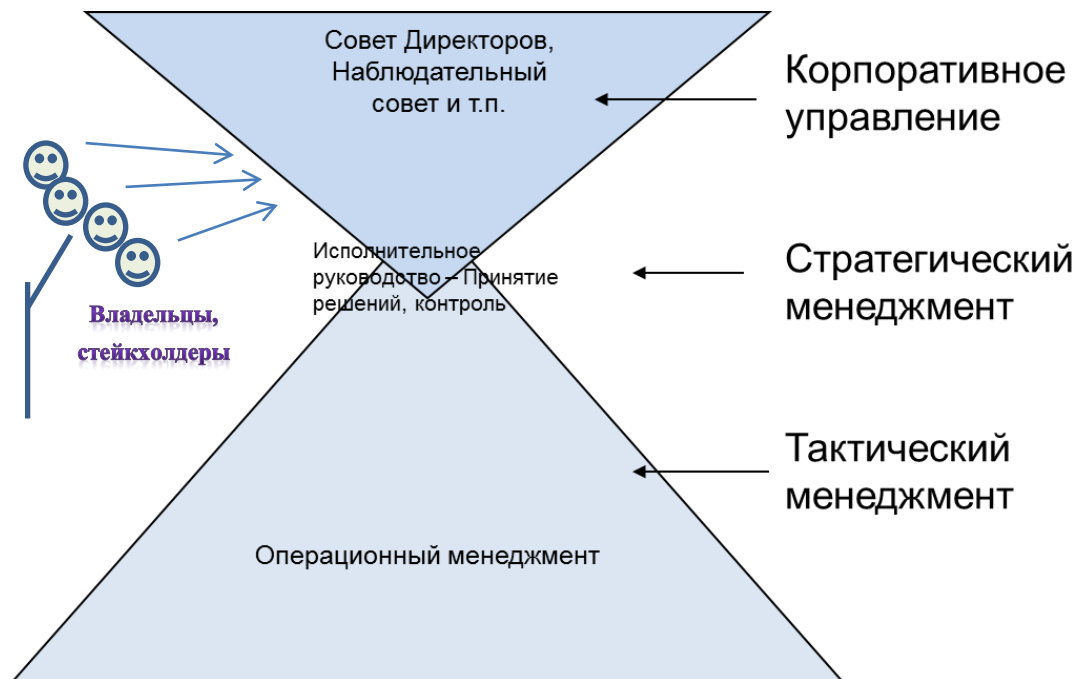 Совет Директоров,
Наблюдательный
совет и т.п.
Корпоративное
управление
Исполнительное
руководство – Принятие
решений, контроль
Стратегический
менеджмент
Владельцы,
стейкхолдеры
Тактический
менеджмент
Операционный менеджмент